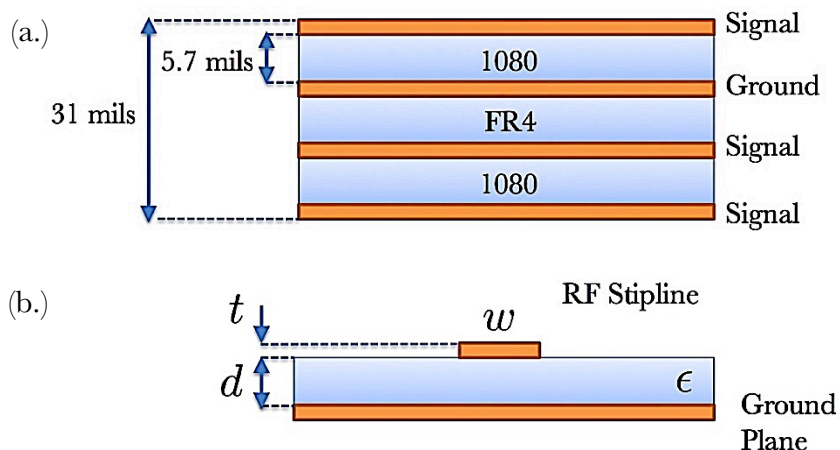 (a.)
Signal
5.7 mils
1080
Ground
31 mils
FR4
Signal
1080
Signal
(b.)
RF Stipline
t
w
d
ϵ
Ground
Plane